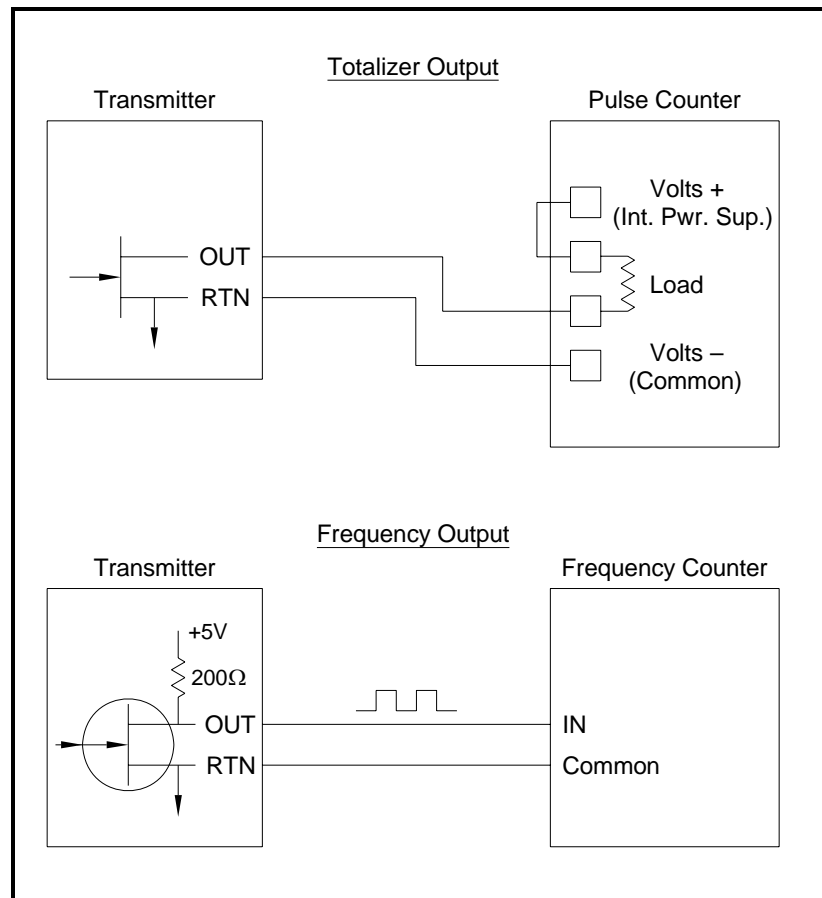 Totalizer Output
Transmitter
Pulse Counter
Volts +
(Int. Pwr. Sup.)
OUT
Load
RTN
Volts –
(Common)
Frequency Output
Transmitter
Frequency Counter
+5V
200Ω
OUT
IN
RTN
Common